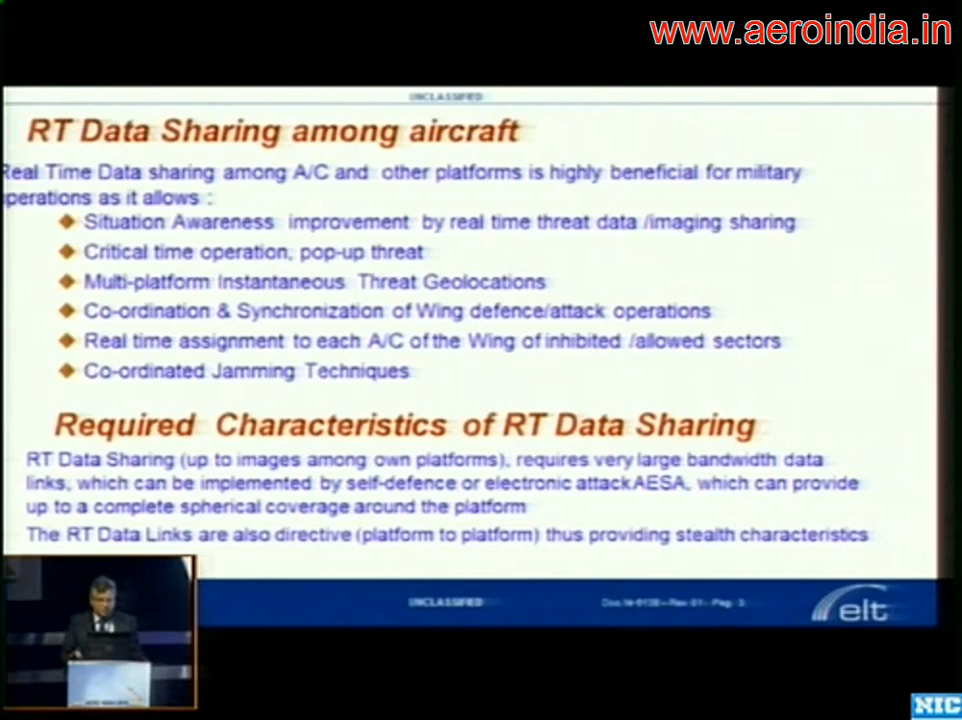 www.aeroindia.in
UNCLASSIFIED
RT Data Sharing among aircraft
Real Time Data sharing among A/C and other platforms is highly beneficial for military
operations as it allows :
Situation Awareness improvement by real time threat data /imaging sharing
Critical time operation, pop-up threat
Multi-platform Instantaneous Threat Geolocations
Co-ordination & Synchronization of Wing defence/attack operations
Real time assignment to each A/C of the Wing of inhibited /allowed sectors
Co-ordinated Jamming Techniques
Required Characteristics of RT Data Sharing
RT Data Sharing (up to images among own platforms), requires very large bandwidth data
links, which can be implemented by self-defence or electronic attack AESA, which can provide
up to a complete spherical coverage around the platform
The RT Data Links are also directive (platform to platform) thus providing stealth characteristics
UNCLASSIFIED
elt
NIC